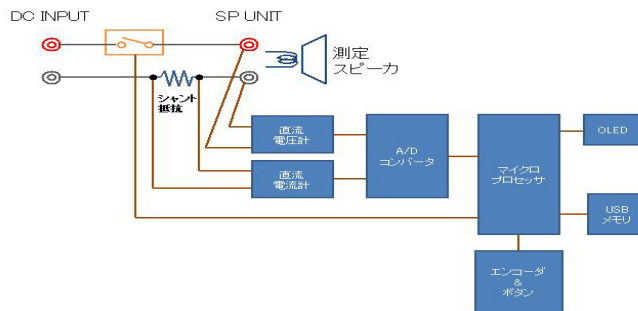 DC INPUT
SP UNIT
測定
スピーカ
シャント
抵抗
直流
電圧計
A/D
コンバータ
直流
電流計
マイクロ
プロセッサ
OLED
USB
メモリ
エンコーダ
&
ボタン